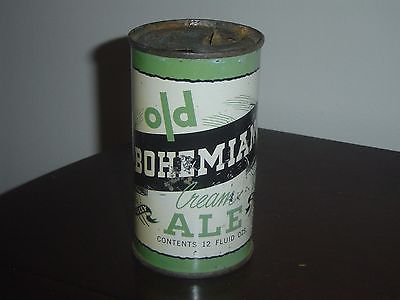 old
BOHEMIAN
Cream
ALE
CONTENTS 12 FLUID OZS.